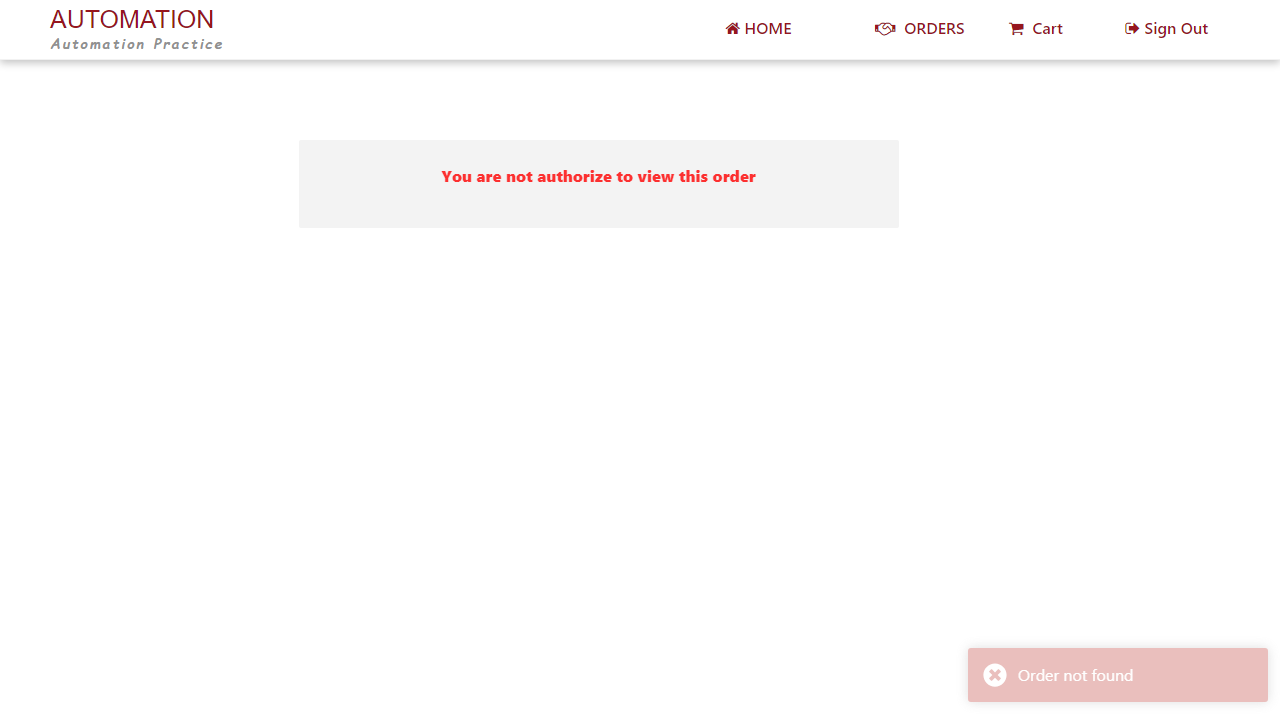 AUTOMATION
Automation Practice
HOME
ORDERS
Cart
Sign Out
You are not authorize to view this order
Order not found